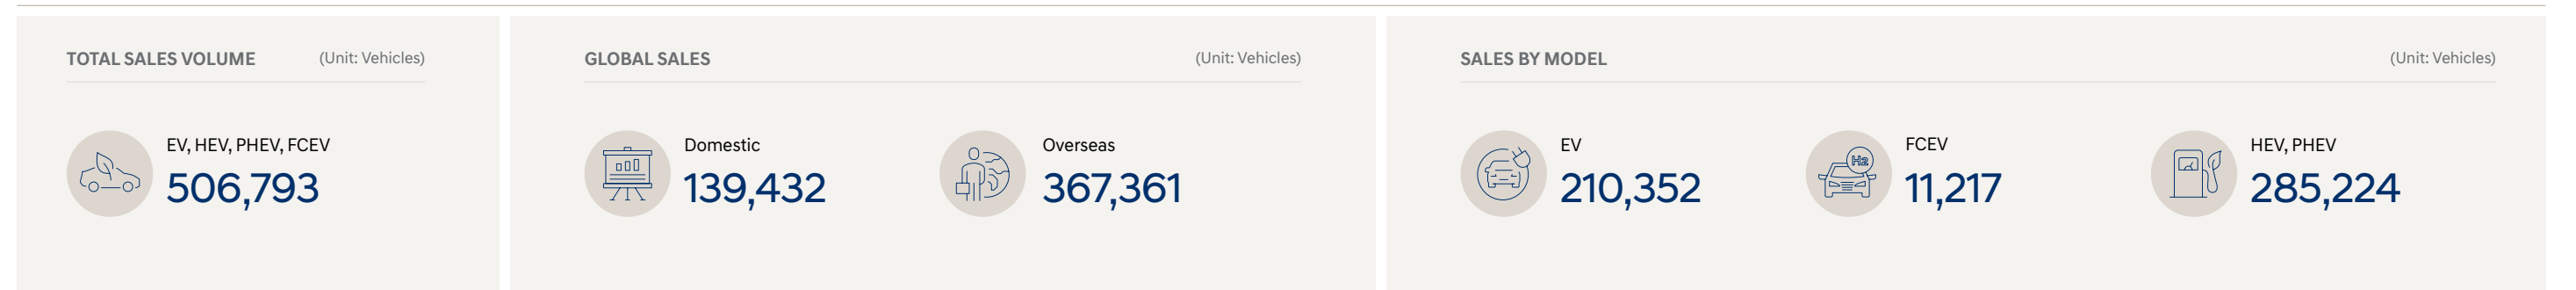 TOTAL SALES VOLUME (Unit: Vehicles)
EV, HEV, PHEV, FCEV
506,793
GLOBAL SALES (Unit: Vehicles)
Domestic
139,432
Overseas
367,361
SALES BY MODEL (Unit: Vehicles)
EV
210,352
H2
FCEV
11,217
HEV, PHEV
285,224